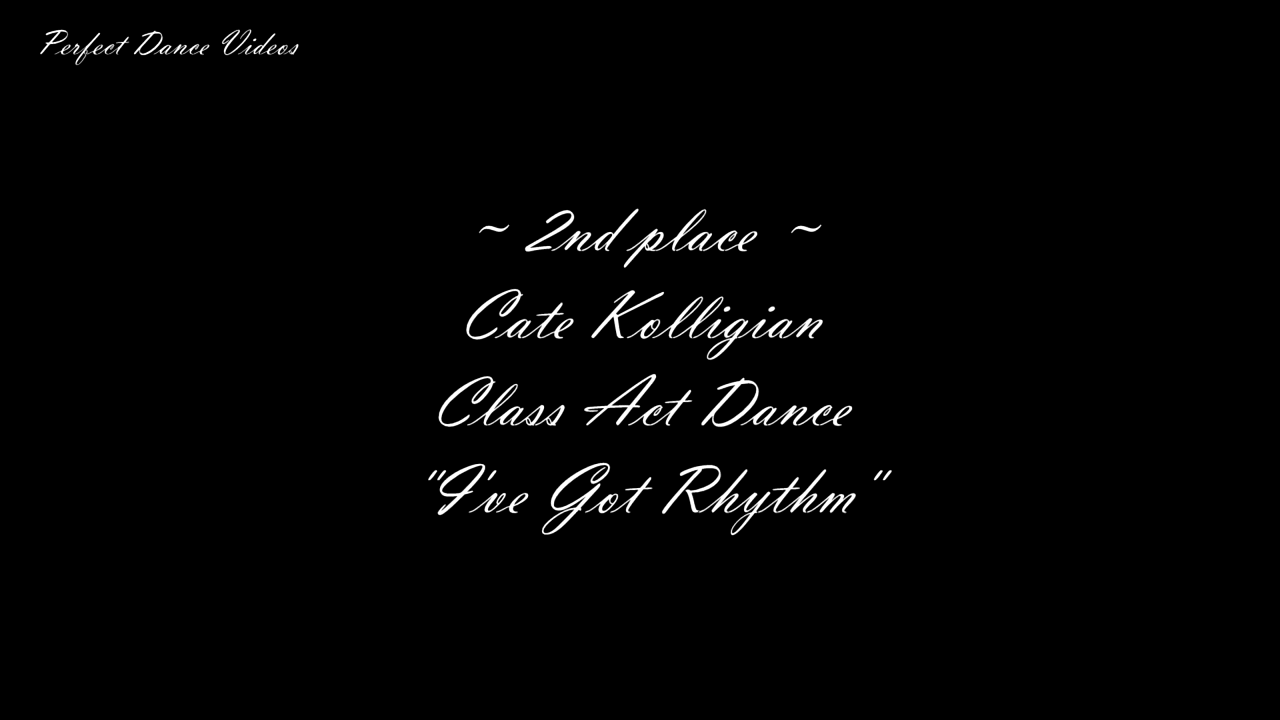 Perfect Dance Videos
~ 2nd place ~
Cate Kolligian
Class Act Dance
"I've Got Rhythm"